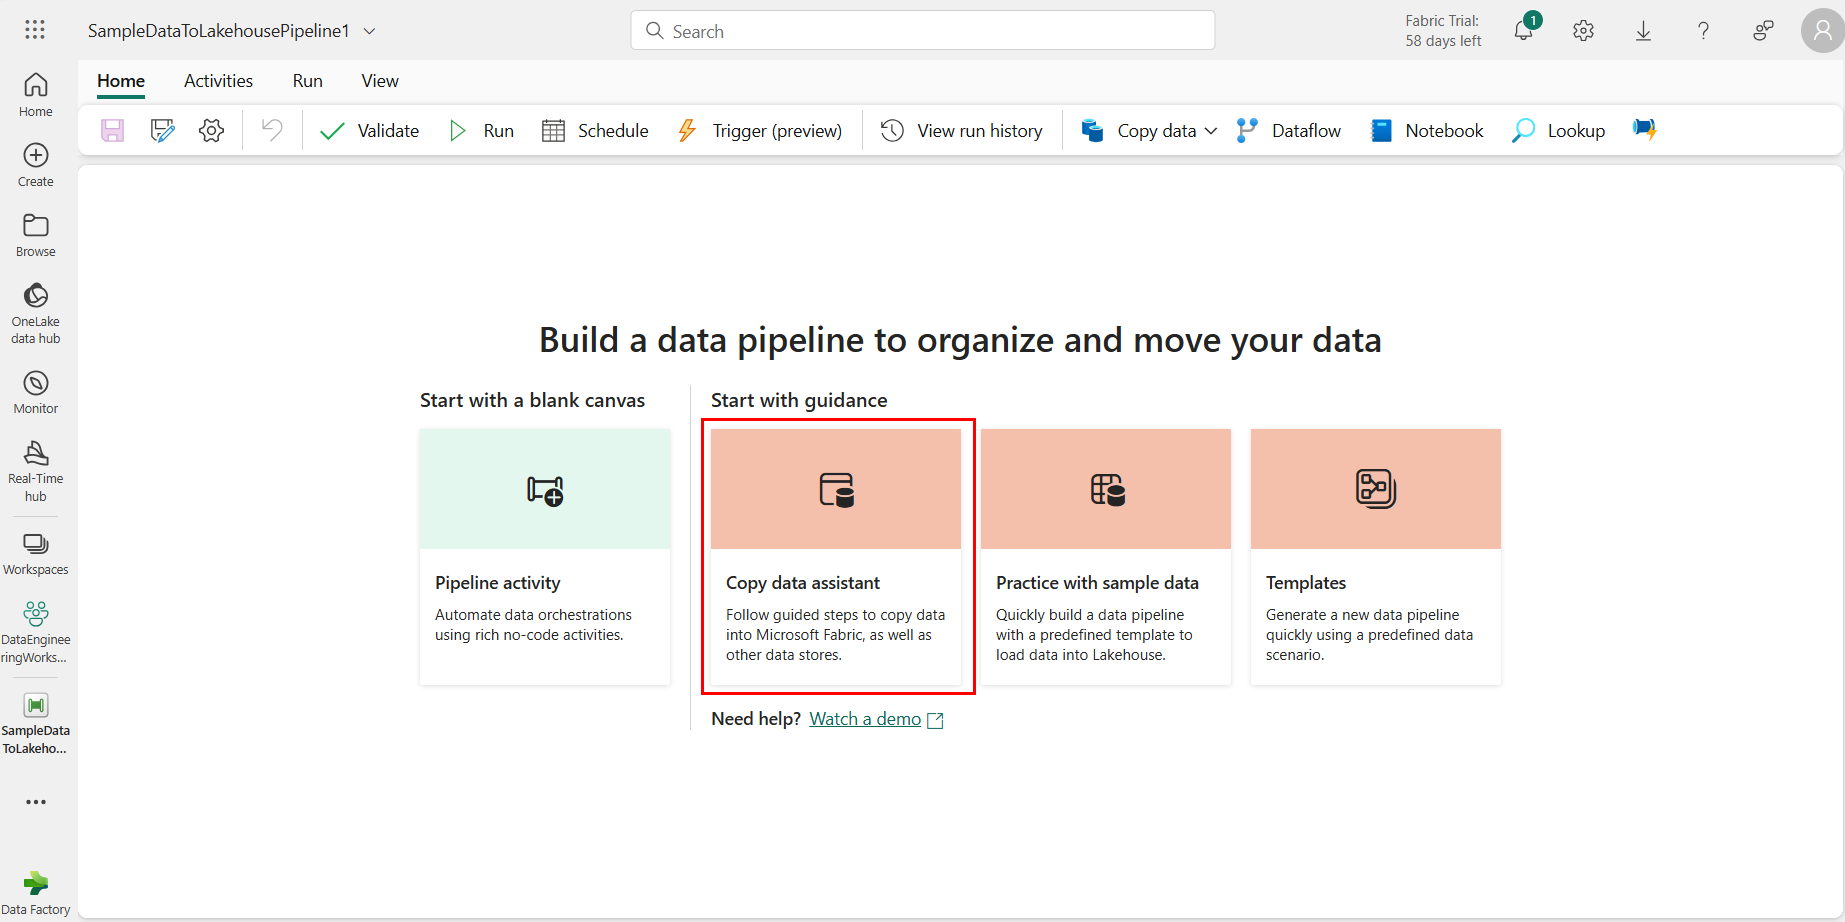 SampleDataToLakehousePipeline1
Search
Fabric Trial:
58 days left
1
Home
Activities
Run
View
Validate
Run
Schedule
Trigger (preview)
View run history
Copy data
Dataflow
Notebook
Lookup
Home
Create
Browse
OneLake
data hub
Monitor
Real-Time
hub
Workspaces
DataEnginee
ringWorks...
SampleData
ToLakeho...
Data Factory
Build a data pipeline to organize and move your data
Start with a blank canvas
Pipeline activity
Automate data orchestrations
using rich no-code activities.
Start with guidance
Copy data assistant
Follow guided steps to copy data
into Microsoft Fabric, as well as
other data stores.
Practice with sample data
Quickly build a data pipeline
with a predefined template to
load data into Lakehouse.
Templates
Generate a new data pipeline
quickly using a predefined data
scenario.
Need help? Watch a demo